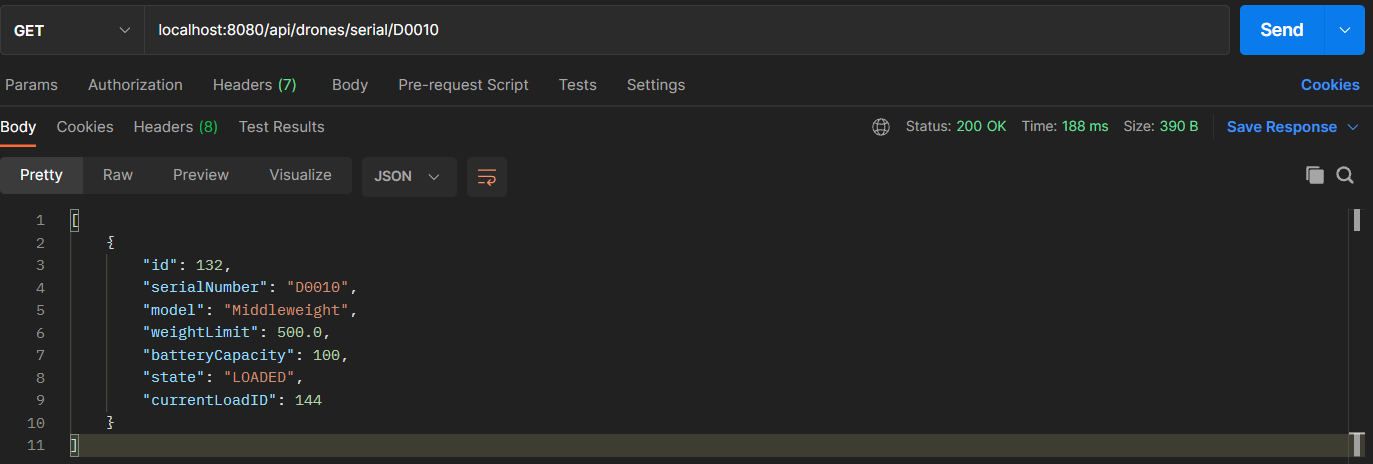 GET localhost:8080/api/drones/serial/D0010 Send
Params Authorization Headers (7) Body Pre-request Script Tests Settings Cookies
Body Cookies Headers (8) Test Results Status: 200 OK Time: 188 ms Size: 390 B Save Response
Pretty Raw Preview Visualize JSON
1 [
2 {
3 "id": 132,
4 "serialNumber": "D0010",
5 "model": "Middleweight",
6 "weightLimit": 500.0,
7 "batteryCapacity": 100,
8 "state": "LOADED",
9 "currentLoadID": 144
10 }
11 ]